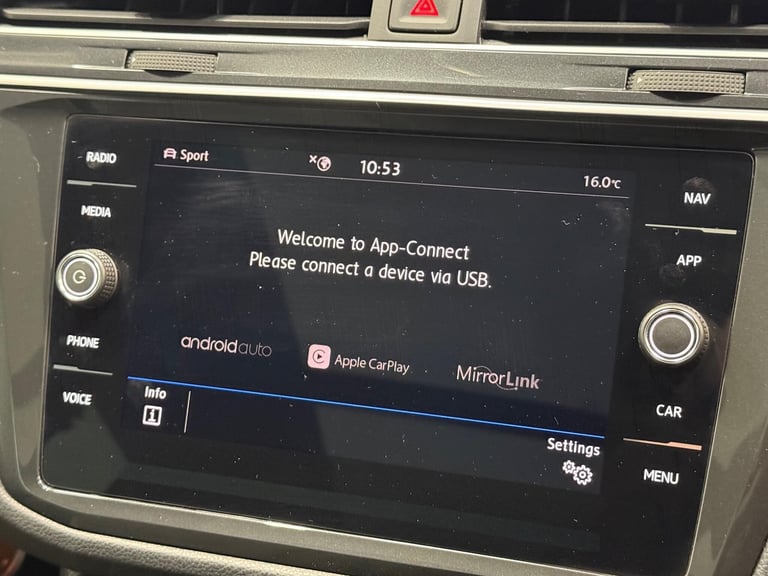 RADIO
MEDIA
PHONE
VOICE
Sport
10:53
16.0°C
Welcome to App-Connect
Please connect a device via USB.
androidauto
Apple CarPlay
MirrorLink
Info
Settings
NAV
APP
CAR
MENU